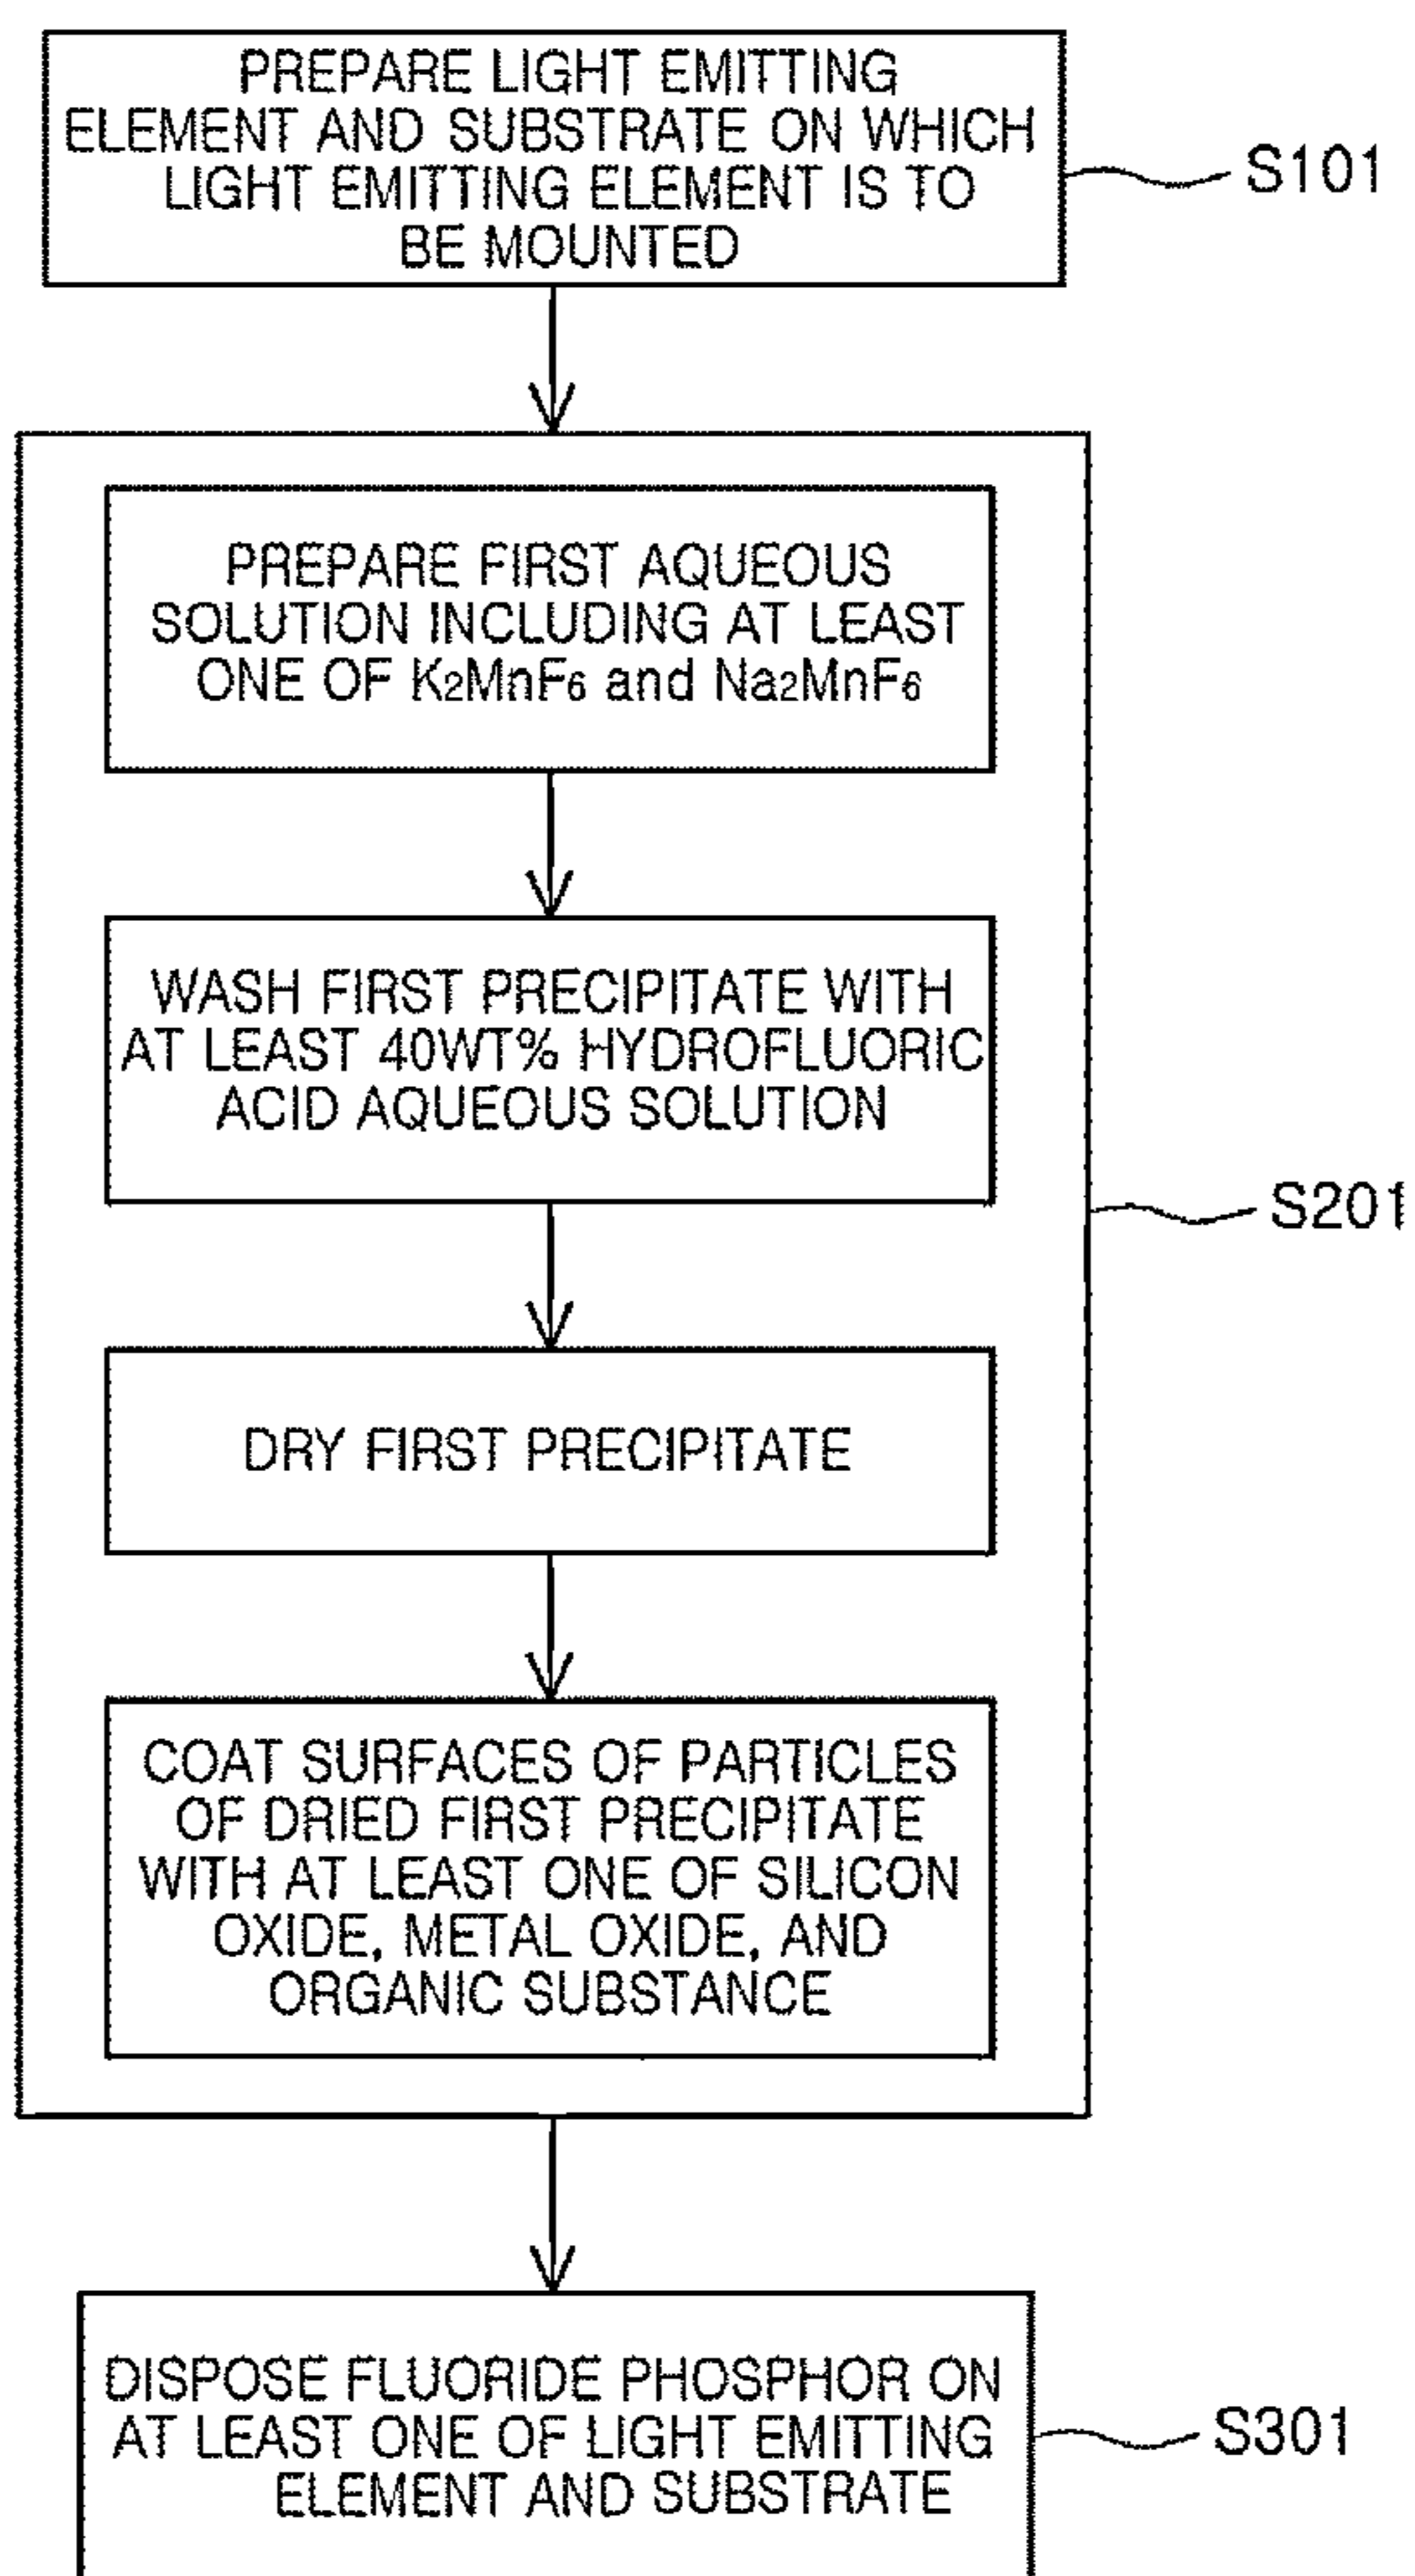 PREPARE LIGHT EMITTING
ELEMENT AND SUBSTRATE ON WHICH
LIGHT EMITTING ELEMENT IS TO
BE MOUNTED
S101
PREPARE FIRST AQUEOUS
SOLUTION INCLUDING AT LEAST
ONE OF K₂MnF₆ and Na₂MnF₆
WASH FIRST PRECIPITATE WITH
AT LEAST 40WT% HYDROFLUORIC
ACID AQUEOUS SOLUTION
S201
DRY FIRST PRECIPITATE
COAT SURFACES OF PARTICLES
OF DRIED FIRST PRECIPITATE
WITH AT LEAST ONE OF SILICON
OXIDE, METAL OXIDE, AND
ORGANIC SUBSTANCE
DISPOSE FLUORIDE PHOSPHOR ON
AT LEAST ONE OF LIGHT EMITTING
ELEMENT AND SUBSTRATE
S301